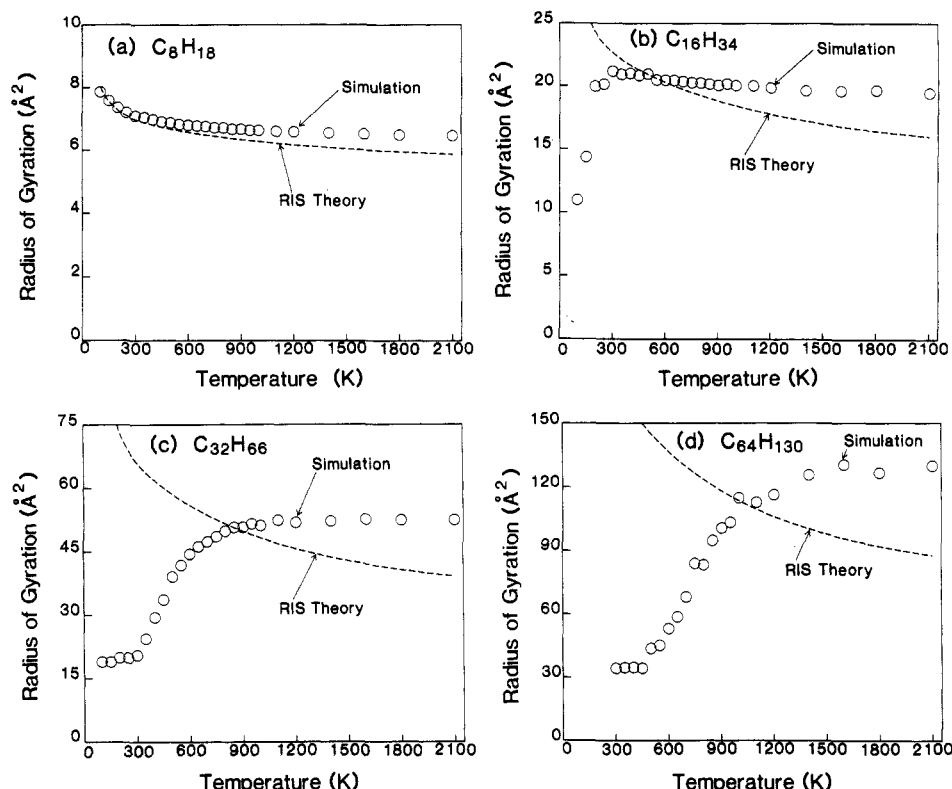 (a) C₈H₁₈
Radius of Gyration (Å²)
10
8
6
4
2
0
Simulation
RIS Theory
0 300 600 900 1200 1500 1800 2100
Temperature (K)
(b) C₁₆H₃₄
Radius of Gyration (Å²)
25
20
15
10
5
0
Simulation
RIS Theory
0 300 600 900 1200 1500 1800 2100
Temperature (K)
(c) C₃₂H₆₆
Radius of Gyration (Å²)
75
60
45
30
15
0
Simulation
RIS Theory
0 300 600 900 1200 1500 1800 2100
Temperature (K)
(d) C₆₄H₁₃₀
Radius of Gyration (Å²)
150
120
90
60
30
0
Simulation
RIS Theory
0 300 600 900 1200 1500 1800 2100
Temperature (K)